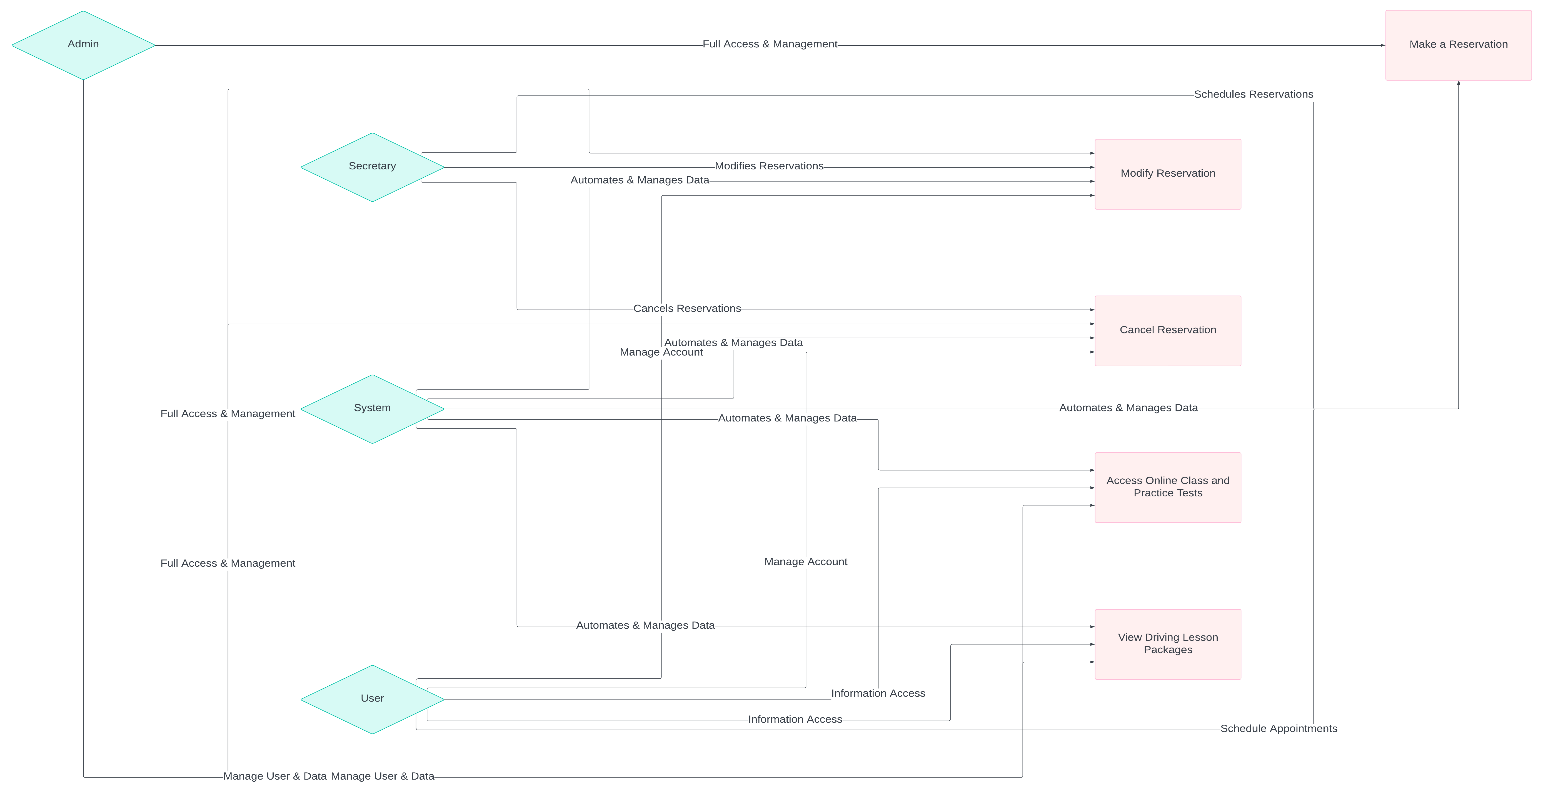 Admin
Full Access & Management
Make a Reservation
Schedules Reservations
Secretary
Modifies Reservations
Automates & Manages Data
Modify Reservation
Cancels Reservations
Cancel Reservation
Automates & Manages Data
Manage Account
System
Automates & Manages Data
Full Access & Management
Automates & Manages Data
Access Online Class and
Practice Tests
Manage Account
Full Access & Management
Automates & Manages Data
View Driving Lesson
Packages
User
Information Access
Information Access
Schedule Appointments
Manage User & Data Manage User & Data